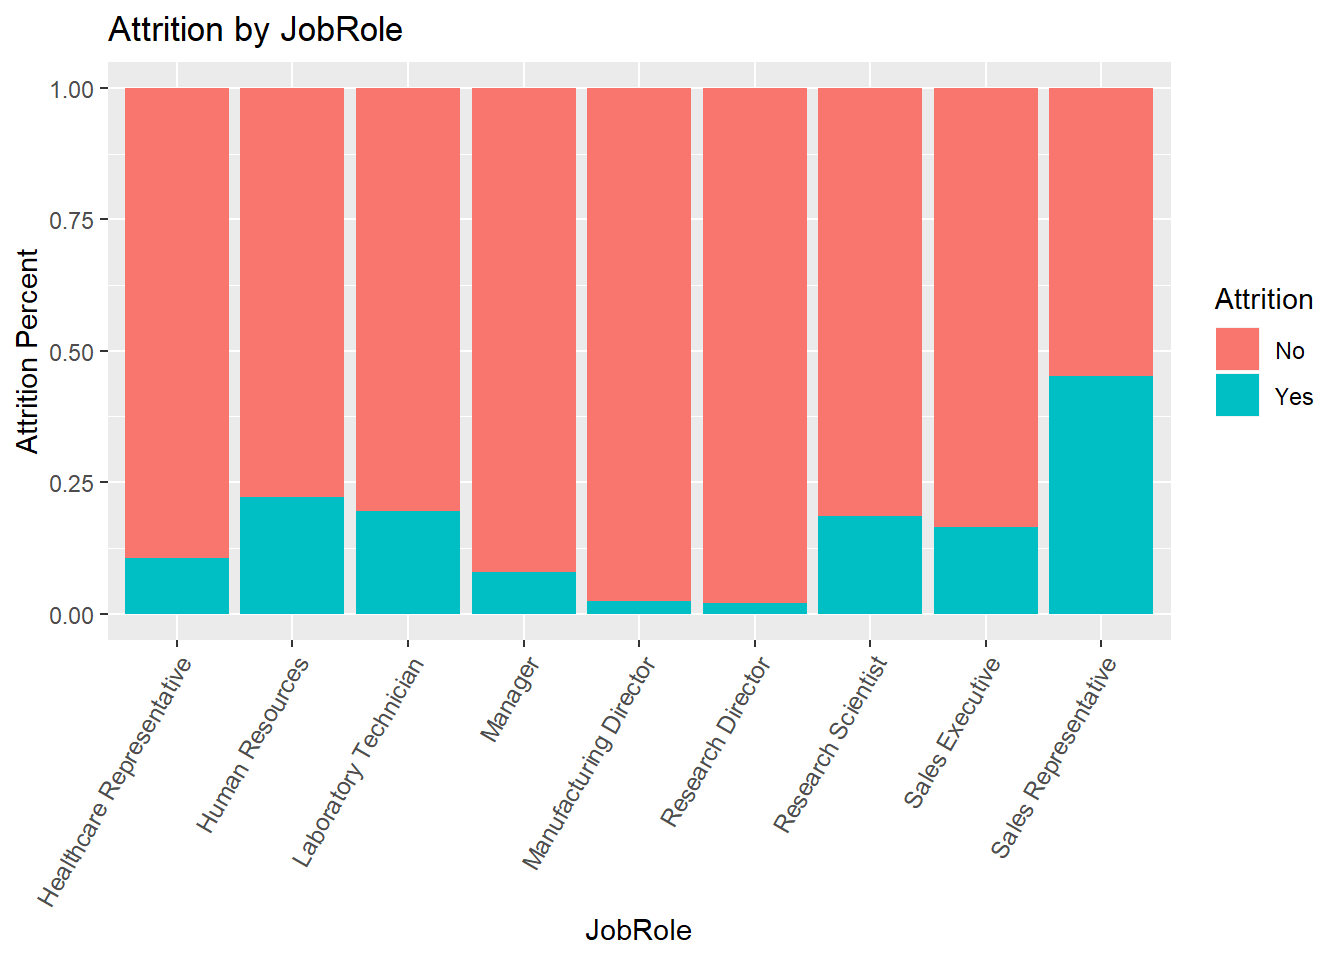 Attrition by JobRole
Attrition Percent
1.00
0.75
0.50
0.25
0.00
Healthcare Representative
Human Resources
Laboratory Technician
Manager
Manufacturing Director
Research Director
Research Scientist
Sales Executive
Sales Representative
JobRole
Attrition
No
Yes